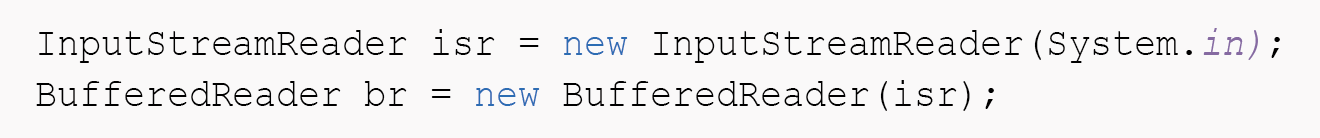 InputStreamReader isr = new InputStreamReader(System.in);
BufferedReader br = new BufferedReader(isr);